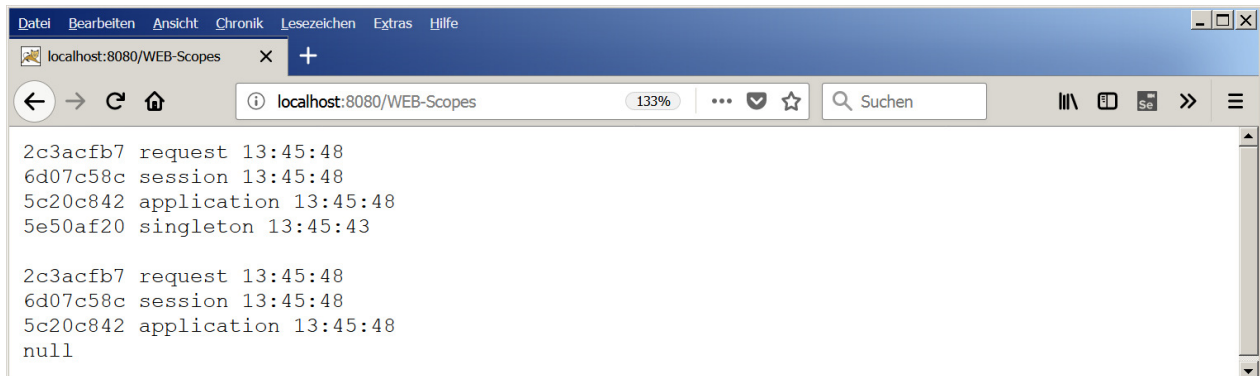 Datei Bearbeiten Ansicht Chronik Lesezeichen Extras Hilfe
localhost:8080/WEB-Scopes
localhost:8080/WEB-Scopes 133% Suchen Se
2c3acfb7 request 13:45:48
6d07c58c session 13:45:48
5c20c842 application 13:45:48
5e50af20 singleton 13:45:43
2c3acfb7 request 13:45:48
6d07c58c session 13:45:48
5c20c842 application 13:45:48
null